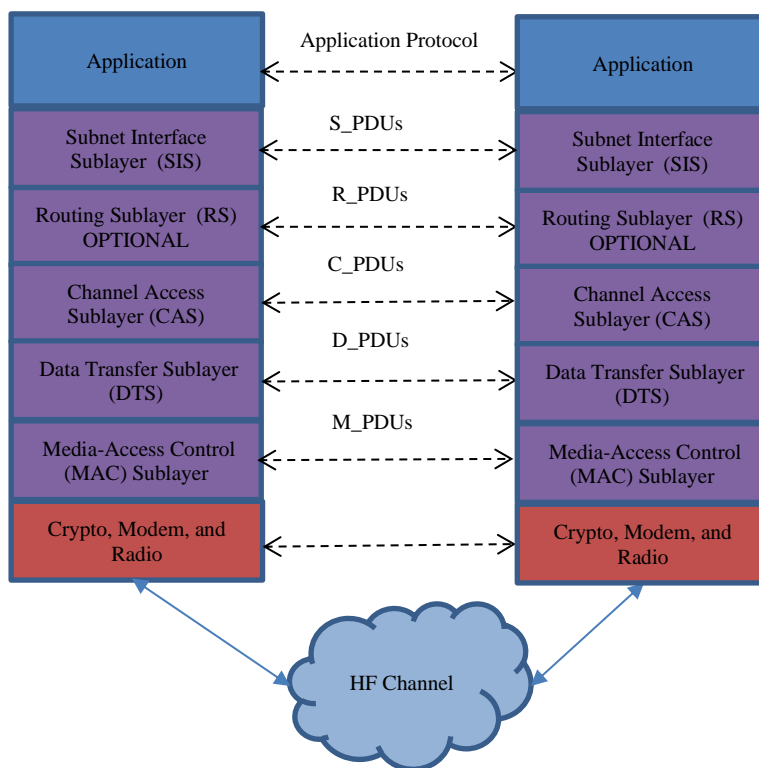 Application Protocol
Application
Application
S_PDUs
Subnet Interface
Sublayer (SIS)
Subnet Interface
Sublayer (SIS)
R_PDUs
Routing Sublayer (RS)
OPTIONAL
Routing Sublayer (RS)
OPTIONAL
C_PDUs
Channel Access
Sublayer (CAS)
Channel Access
Sublayer (CAS)
D_PDUs
Data Transfer Sublayer
(DTS)
Data Transfer Sublayer
(DTS)
M_PDUs
Media-Access Control
(MAC) Sublayer
Media-Access Control
(MAC) Sublayer
Crypto, Modem, and
Radio
Crypto, Modem, and
Radio
HF Channel